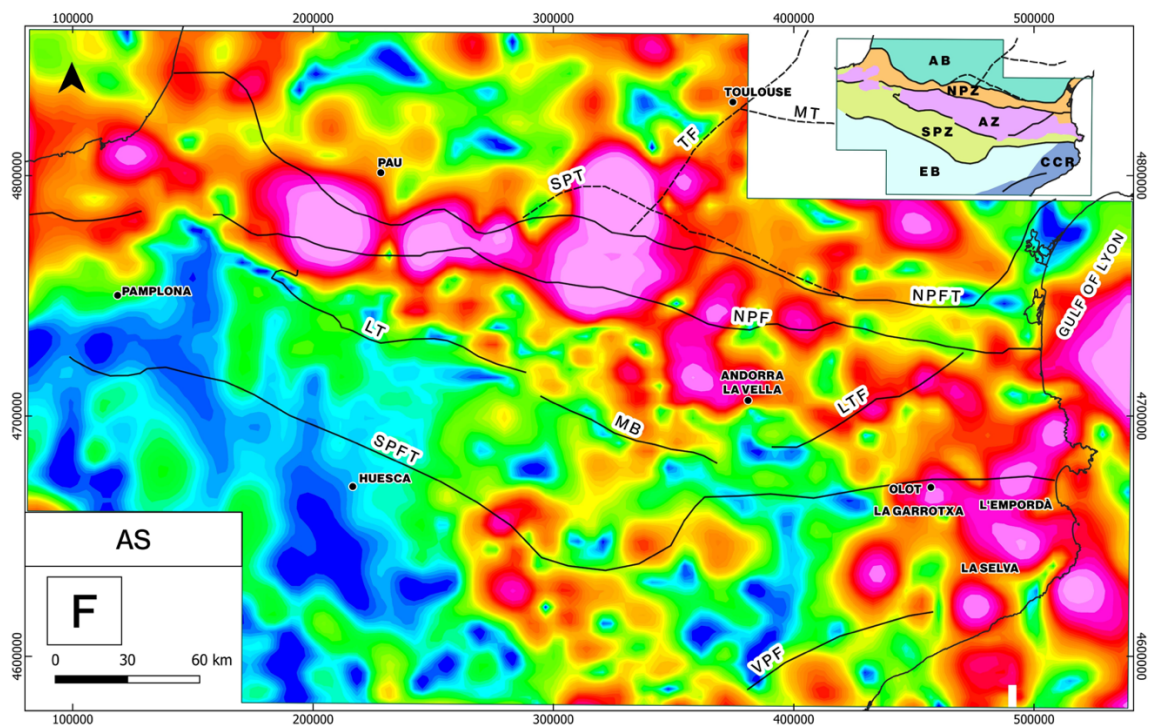 100000 200000 300000 400000 500000
4800000
4700000
4600000
4800000
4700000
4600000
AB
NPZ
AZ
SPZ
EB
CCR
TOULOUSE
MT
TF
PAU
SPT
PAMPLONA
NPFT
GULF OF LYON
NPF
LT
ANDORRA
LA VELLA
LTF
MB
SPFT
HUESCA
OLOT
LA GARROTXA
L'EMPORDÀ
LA SELVA
VPF
AS
F
0 30 60 km
100000 200000 300000 400000 500000